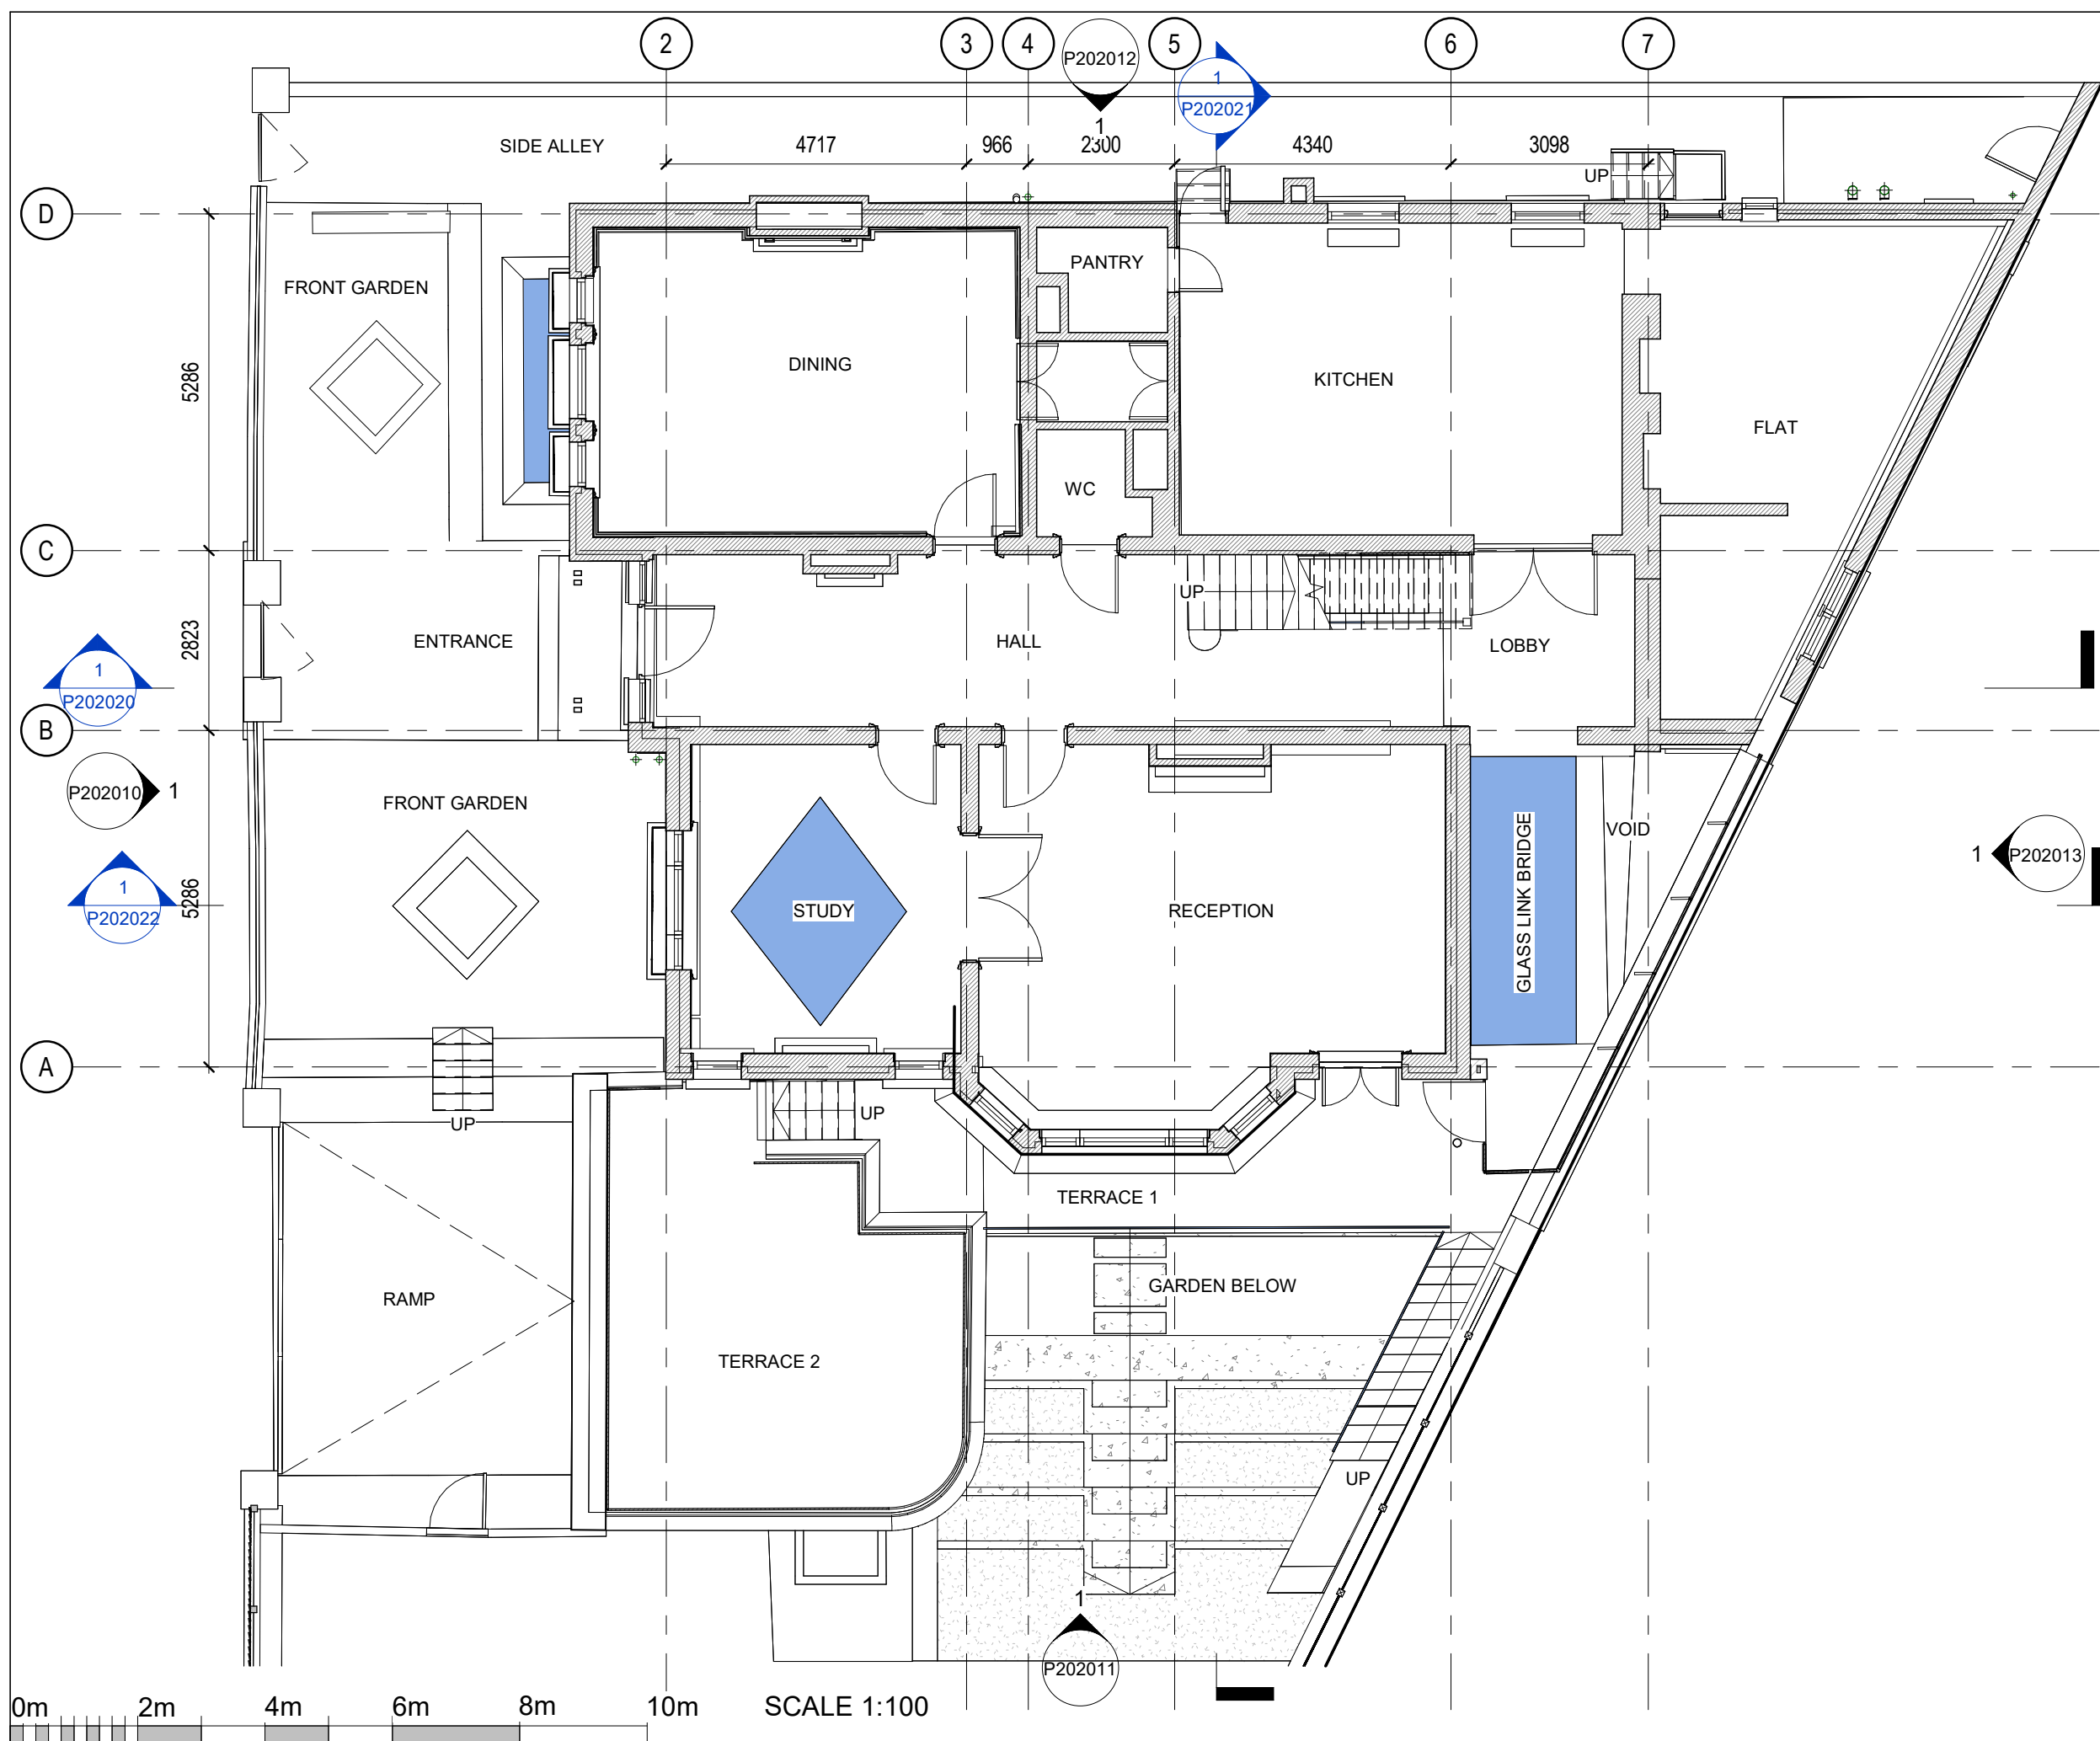 2
3
4
P202012
1
5
1
P202021
6
7
SIDE ALLEY
4717
966
2300
4340
3098
UP
D
FRONT GARDEN
PANTRY
5286
DINING
KITCHEN
FLAT
WC
C
UP
ENTRANCE
HALL
LOBBY
2823
1
P202020
B
P202010
1
FRONT GARDEN
GLASS LINK BRIDGE
VOID
1
P202013
1
P202022
5286
STUDY
RECEPTION
A
UP
UP
TERRACE 1
GARDEN BELOW
RAMP
TERRACE 2
UP
1
P202011
0m
2m
4m
6m
8m
10m
SCALE 1:100